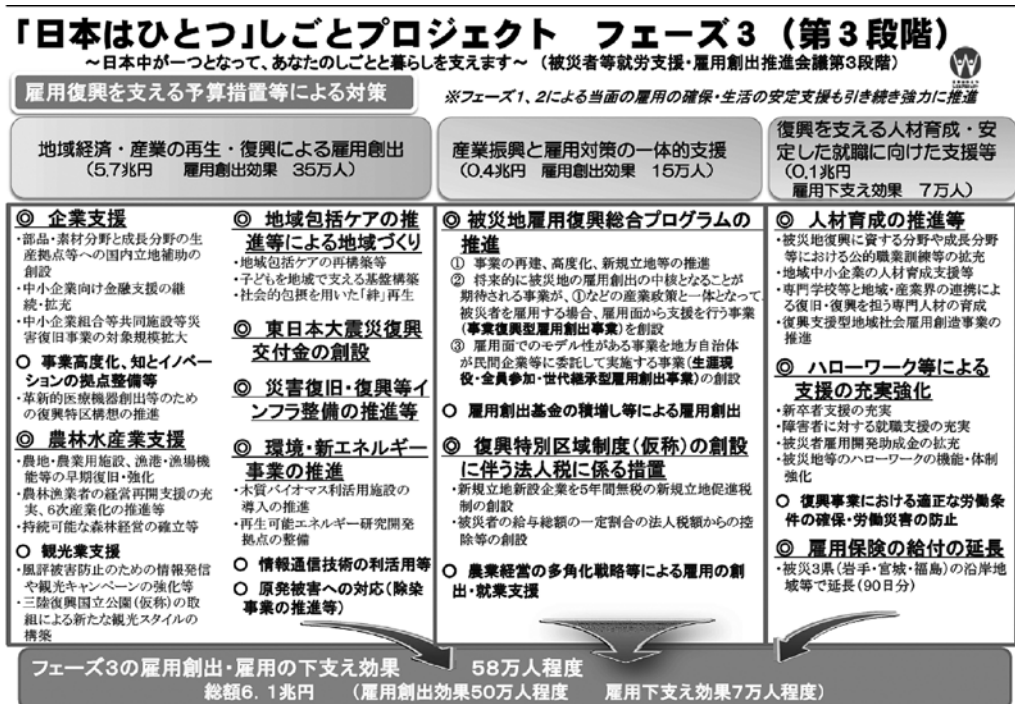 「日本はひとつ」しごとプロジェクト　フェーズ３（第３段階）
～日本中が一つとなって、あなたのしごとと暮らしを支えます～（被災者等就労支援・雇用創出推進会議第3段階）
雇用復興を支える予算措置等による対策
※フェーズ1、2による当面の雇用の確保・生活の安定支援も引き続き強力に推進
地域経済・産業の再生・復興による雇用創出
（5.7兆円　雇用創出効果　35万人）
◎ 企業支援
・部品・素材分野と成長分野の生
産拠点等への国内立地補助の
創設
・中小企業向け金融支援の継
続・拡充
・中小企業組合等共同施設等災
害復旧事業の対象規模拡大
○ 事業高度化、知とイノベー
ションの拠点整備等
・革新的医療機器創出等のため
の復興特区構想の推進
◎ 農林水産業支援
・農地・農業用施設、漁港・漁場機
能等の早期復旧・強化
・農林漁業者の経営再開支援の充
実、6次産業化の推進等
・持続可能な森林経営の確立等
○ 観光業支援
・風評被害防止のための情報発信
や観光キャンペーンの強化等
・三陸復興国立公園（仮称）の取
組による新たな観光スタイルの
構築
◎ 地域包括ケアの推
進等による地域づくり
・地域包括ケアの再構築等
・子どもを地域で支える基盤構築
・社会的包摂を用いた「絆」再生
◎ 東日本大震災復興
交付金の創設
◎ 災害復旧・復興等イ
ンフラ整備の推進等
◎ 環境・新エネルギー
事業の推進
・木質バイオマス利活用施設の
導入の推進
・再生可能エネルギー研究開発
拠点の整備
○ 情報通信技術の利活用等
○ 原発被害への対応（除染
事業の推進等）
産業振興と雇用対策の一体的支援
（0.4兆円　雇用創出効果　15万人）
◎ 被災地雇用復興総合プログラムの
推進
① 事業の再建、高度化、新規立地等の推進
② 将来的に被災地の雇用創出の中核となることが
期待される事業が、①などの産業政策と一体となって、
被災者を雇用する場合、雇用面から支援を行う事業
（事業復興型雇用創出事業）を創設
③ 雇用面でのモデル性がある事業を地方自治体
が民間企業等に委託して実施する事業（生涯現
役・全員参加・世代継承型雇用創出事業）の創設
○ 雇用創出基金の積増し等による雇用創出
◎ 復興特別区域制度（仮称）の創設
に伴う法人税に係る措置
・新規立地新設企業を5年間無税の新規立地促進税
制の創設
・被災者の給与総額の一定割合の法人税額からの控
除等の創設
○ 農業経営の多角化戦略等による雇用の創
出・就業支援
復興を支える人材育成・安
定した就職に向けた支援等
（0.1兆円
雇用下支え効果　7万人）
◎ 人材育成の推進等
・被災地復興に資する分野や成長分野
等における公的職業訓練等の拡充
・地域中小企業の人材育成支援等
・専門学校等と地域・産業界の連携によ
る復旧・復興を担う専門人材の育成
・復興支援型地域社会雇用創造事業の
推進
◎ ハローワーク等による
支援の充実強化
・新卒者支援の充実
・障害者に対する就職支援の充実
・被災者雇用開発助成金の拡充
・被災地等のハローワークの機能・体制
強化
○ 復興事業における適正な労働条
件の確保・労働災害の防止
◎ 雇用保険の給付の延長
・被災3県（岩手・宮城・福島）の沿岸地
域等で延長（90日分）
フェーズ3の雇用創出・雇用の下支え効果　58万人程度
総額6．1兆円　（雇用創出効果50万人程度　雇用下支え効果7万人程度）